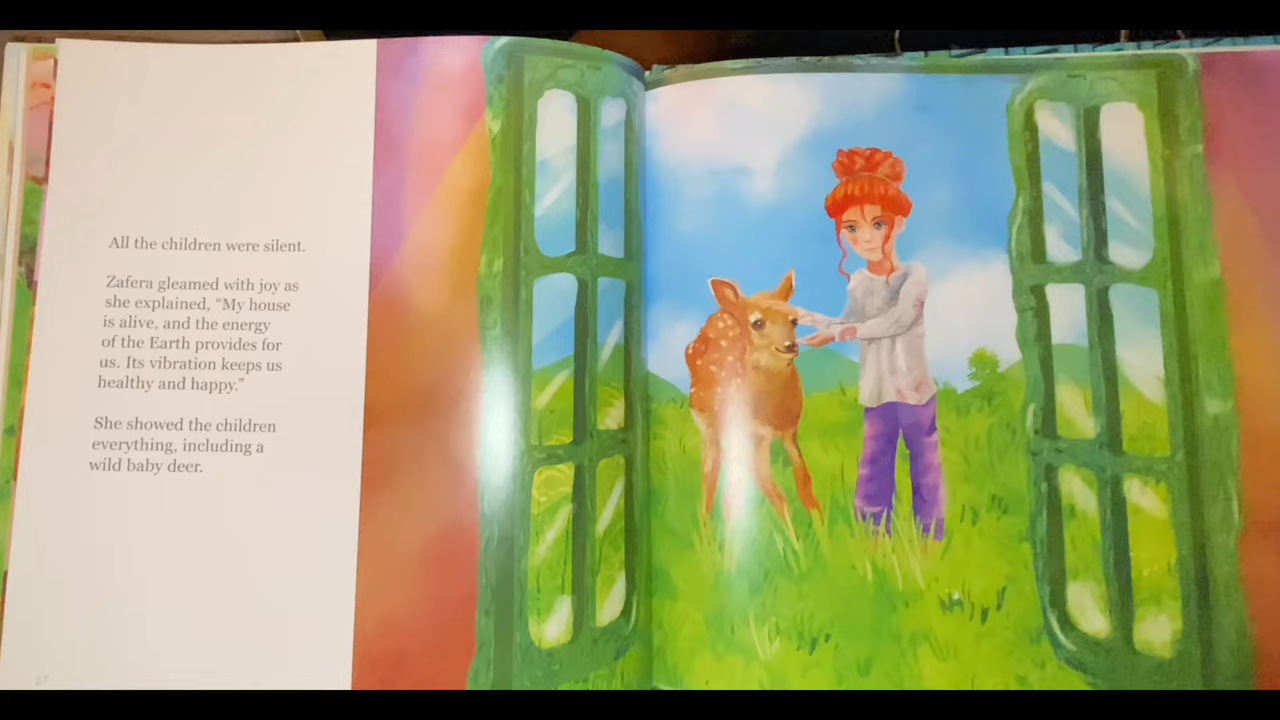 All the children were silent.
Zafera gleamed with joy as
she explained, “My house
is alive, and the energy
of the Earth provides for
us. Its vibration keeps us
healthy and happy.”
She showed the children
everything, including a
wild baby deer.
27